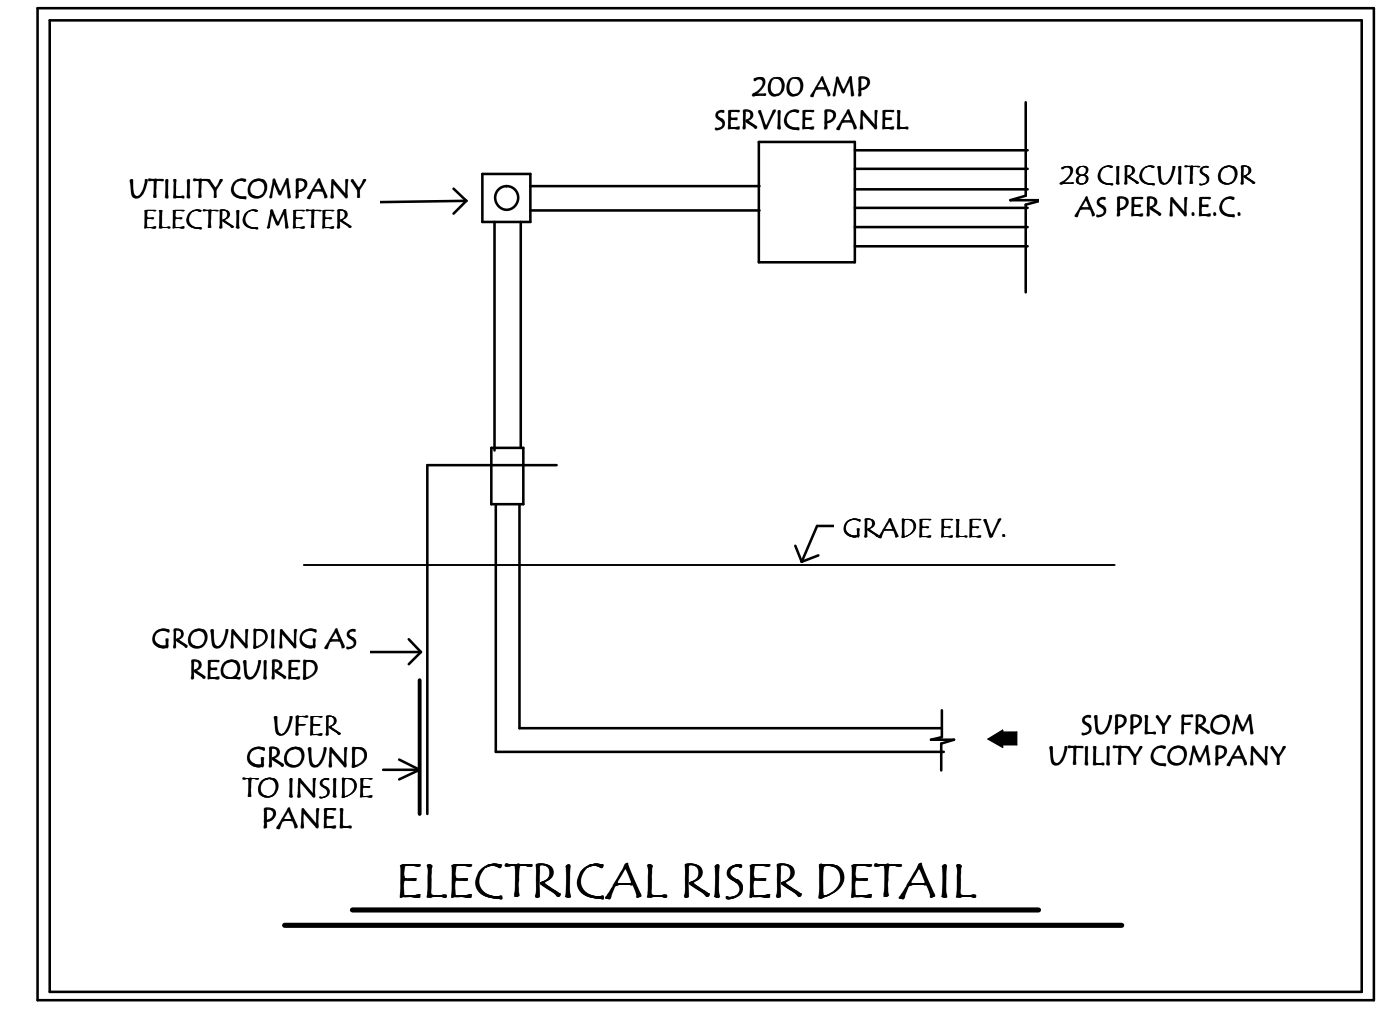 200 AMP
SERVICE PANEL
UTILITY COMPANY
ELECTRIC METER
28 CIRCUITS OR
AS PER N.E.C.
GRADE ELEV.
GROUNDING AS
REQUIRED
UFER
GROUND
TO INSIDE
PANEL
SUPPLY FROM
UTILITY COMPANY
ELECTRICAL RISER DETAIL